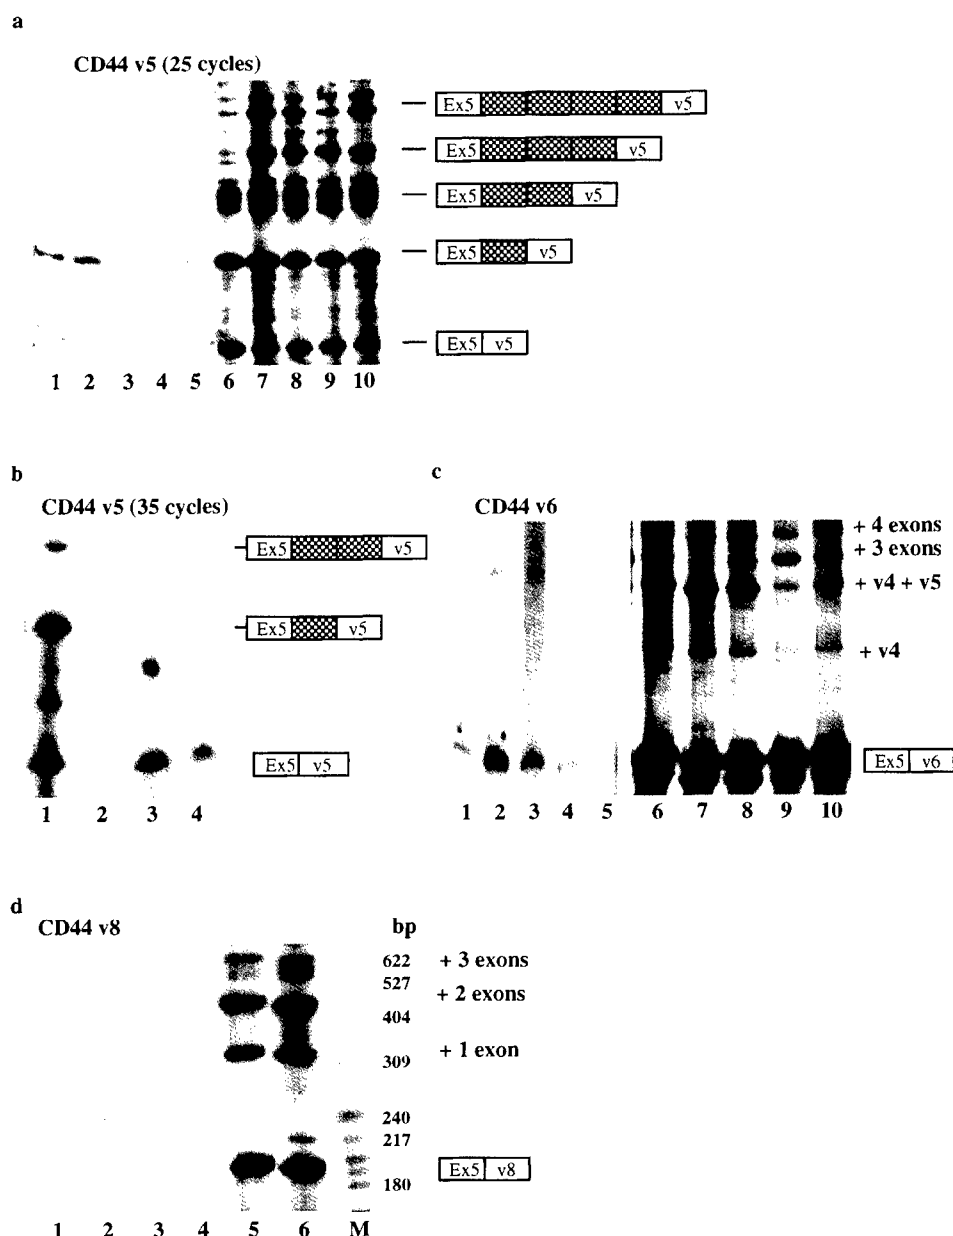 a
CD44 v5 (25 cycles)
Ex5 v5
Ex5 v5
Ex5 v5
Ex5 v5
Ex5 v5
1 2 3 4 5 6 7 8 9 10
b
CD44 v5 (35 cycles)
Ex5 v5
Ex5 v5
Ex5 v5
1 2 3 4
c
CD44 v6
+ 4 exons
+ 3 exons
+ v4 + v5
+ v4
Ex5 v6
1 2 3 4 5 6 7 8 9 10
d
CD44 v8
bp
622 + 3 exons
527
+ 2 exons
404
+ 1 exon
309
240
217
180
Ex5 v8
1 2 3 4 5 6 M